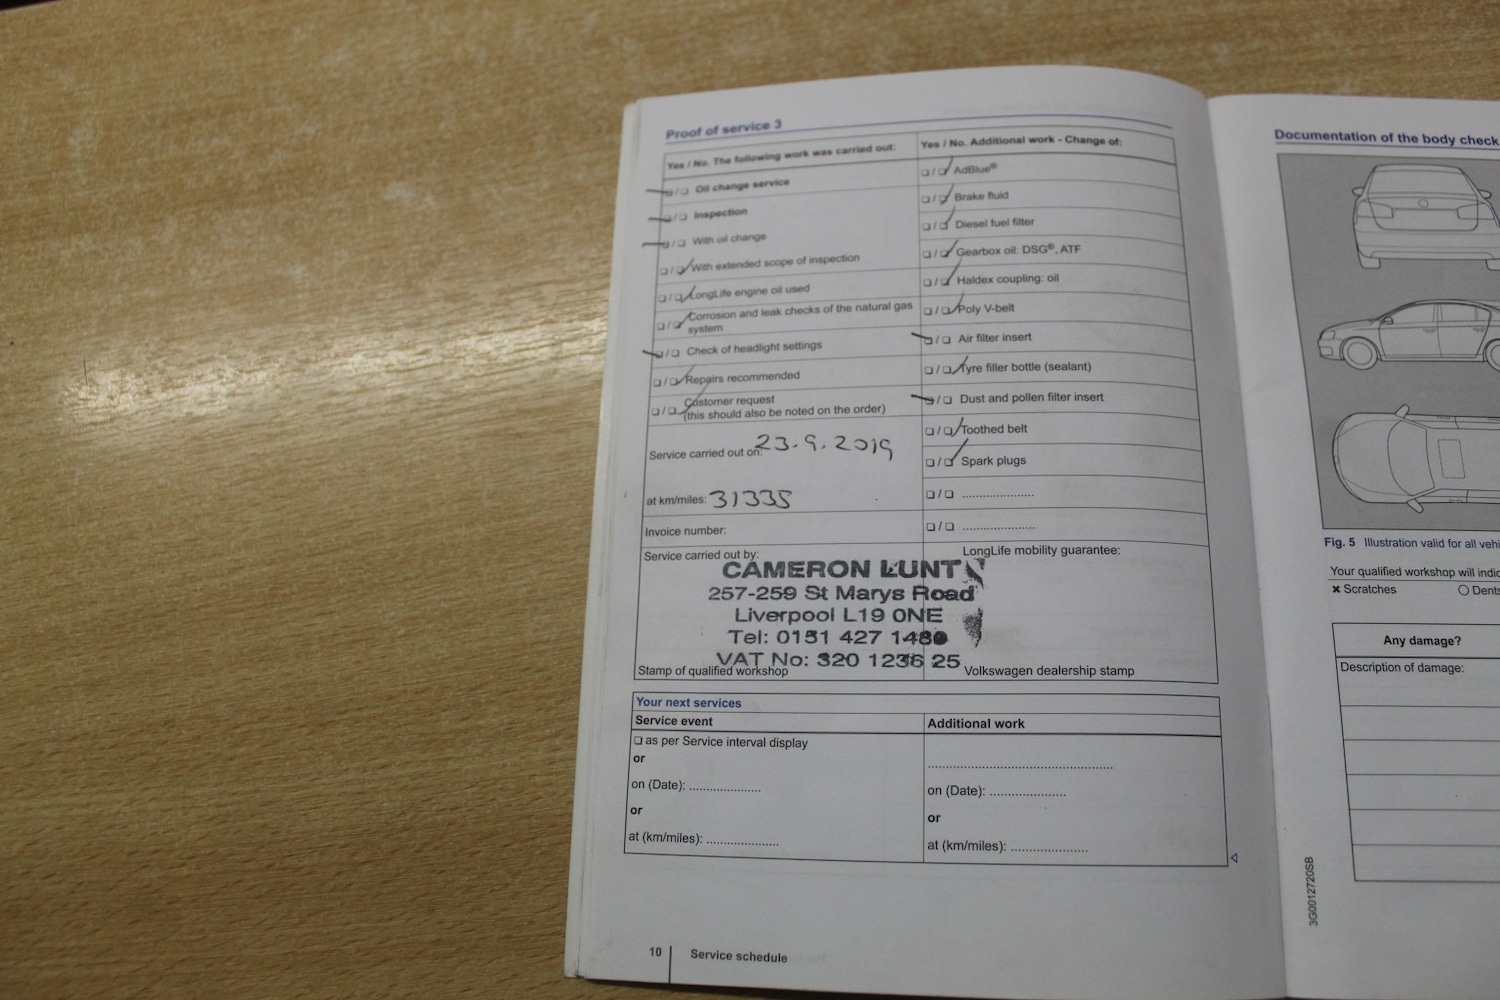 Proof of service 3
Yes / No. The following work was carried out:
❑/❑ Oil change service
❑/❑ Inspection
❑/❑ With oil change
❑/❑ With extended scope of inspection
❑/❑ LongLife engine oil used
❑/❑ Corrosion and leak checks of the natural gas
system
❑/❑ Check of headlight settings
❑/❑ Repairs recommended
❑/❑ Customer request
(this should also be noted on the order)
Service carried out on: 23.9.2019
at km/miles: 31335
Invoice number:
Service carried out by:
CAMERON LUNT
257-259 St Marys Road
Liverpool L19 0NE
Tel: 0151 427 1480
VAT No: 320 1236 25
Stamp of qualified workshop
Yes / No. Additional work - Change of:
❑/❑ AdBlue®
❑/❑ Brake fluid
❑/❑ Diesel fuel filter
❑/❑ Gearbox oil: DSG®, ATF
❑/❑ Haldex coupling: oil
❑/❑ Poly V-belt
❑/❑ Air filter insert
❑/❑ Tyre filler bottle (sealant)
❑/❑ Dust and pollen filter insert
❑/❑ Toothed belt
❑/❑ Spark plugs
❑/❑ .....................
❑/❑ .....................
LongLife mobility guarantee:
Volkswagen dealership stamp
Your next services
Service event
❑ as per Service interval display
or
on (Date): .....................
or
at (km/miles): .....................
Additional work
.....................................................
on (Date): ......................
or
at (km/miles): ......................
10 Service schedule
Documentation of the body check
Fig. 5 Illustration valid for all
Your qualified workshop will
× Scratches
○ Dents
Any damage?
Description of damage:
3G0012720SB